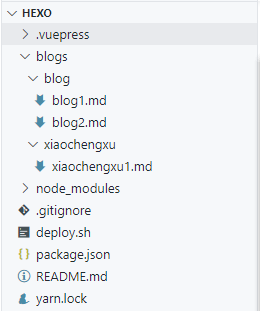 HEXO
.vuepress
blogs
blog
blog1.md
blog2.md
xiaochengxu
xiaochengxu1.md
node_modules
.gitignore
deploy.sh
package.json
README.md
yarn.lock